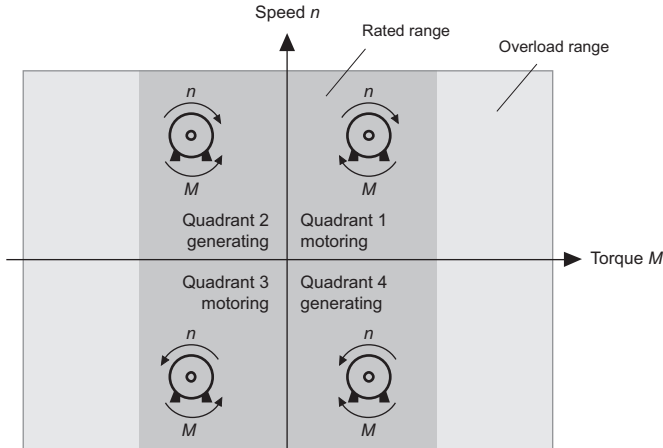 Speed n
Rated range
Overload range
n
n
M
M
Quadrant 2
generating
Quadrant 1
motoring
Torque M
Quadrant 3
motoring
Quadrant 4
generating
n
n
M
M